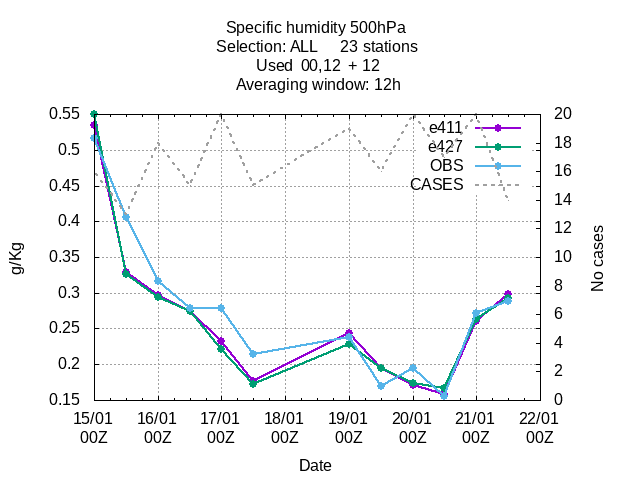 Specific humidity 500hPa
Selection: ALL 23 stations
Used 00,12 + 12
Averaging window: 12h
0.55
0.5
0.45
0.4
0.35
0.3
0.25
0.2
0.15
20
18
16
14
12
10
8
6
4
2
0
e411
e427
OBS
CASES
g/Kg
No cases
15/01 16/01 17/01 18/01 19/01 20/01 21/01 22/01
00Z 00Z 00Z 00Z 00Z 00Z 00Z 00Z
Date